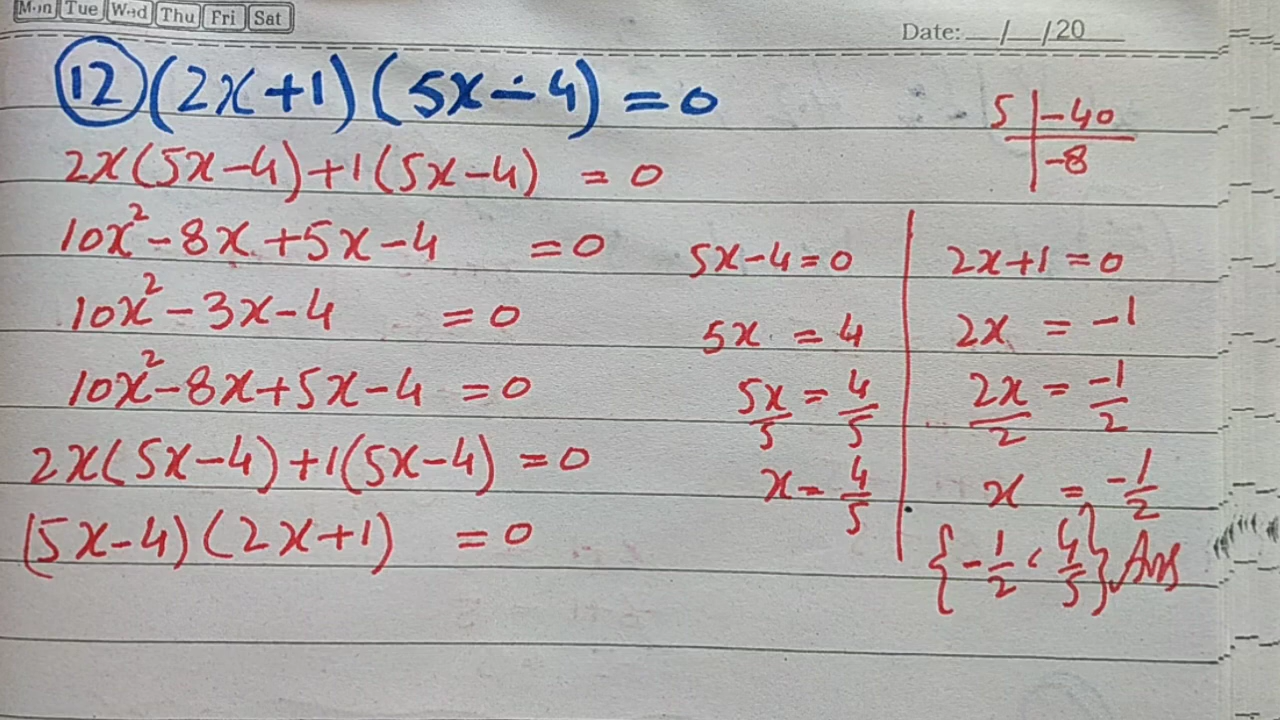 Mon Tue Wed Thu Fri Sat
Date: __/__/20__
⑫ (2x+1)(5x-4) = 0
5 | -40
-8
2x(5x-4)+1(5x-4) = 0
10x²-8x+5x-4 = 0
10x²-3x-4 = 0
10x²-8x+5x-4 = 0
2x(5x-4)+1(5x-4) = 0
(5x-4)(2x+1) = 0
5x-4=0
5x = 4
5x/5 = 4/5
x = 4/5
2x+1=0
2x = -1
2x/2 = -1/2
x = -1/2
{-1/2, 4/5} Ans